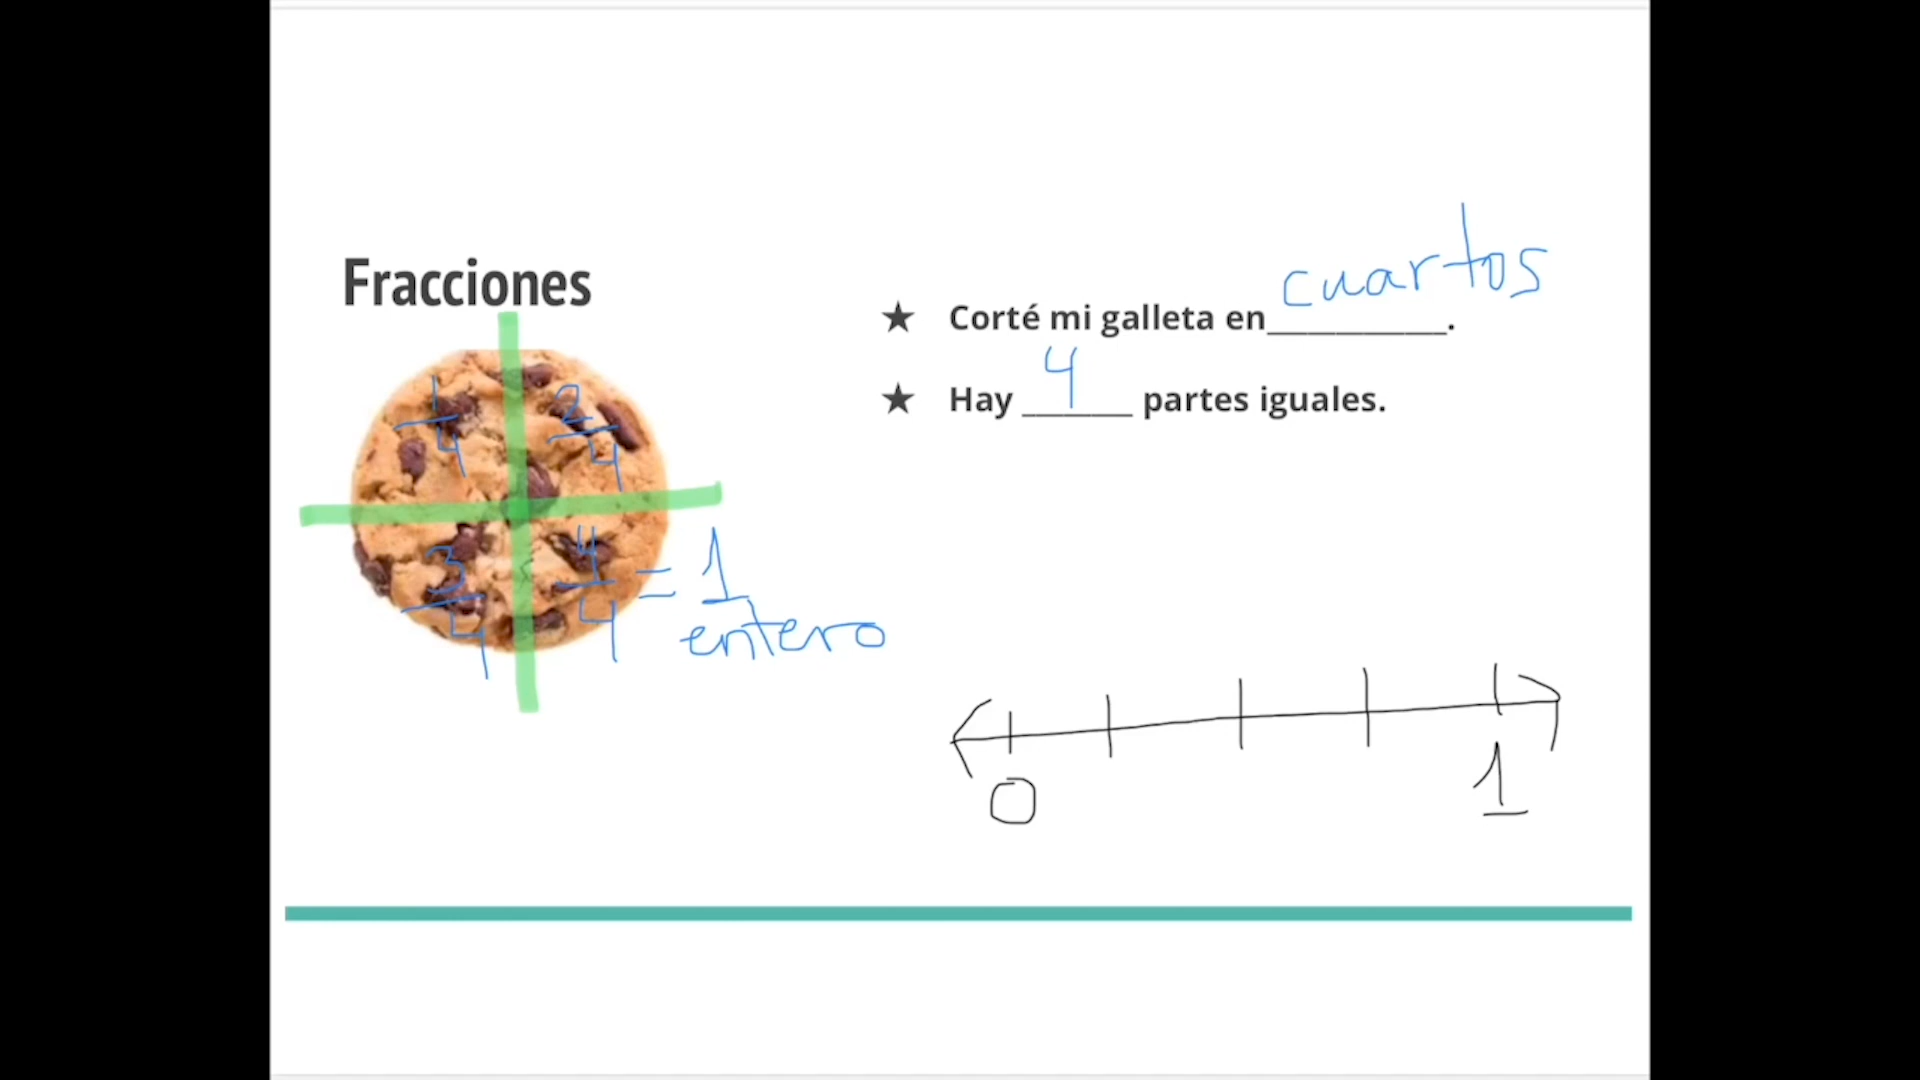 Fracciones
★ Corté mi galleta en cuartos.
★ Hay 4 partes iguales.
1/4 2/4
3/4 4/4 = 1
entero
0 1